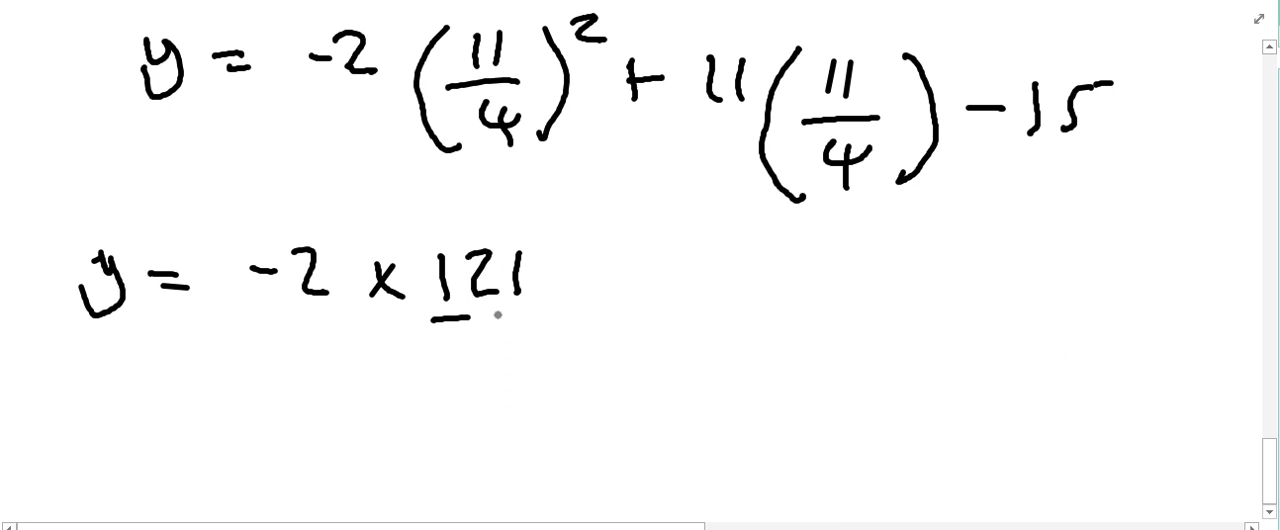 y = -2 (11/4)² + 11 (11/4) - 15
y = -2 x 121